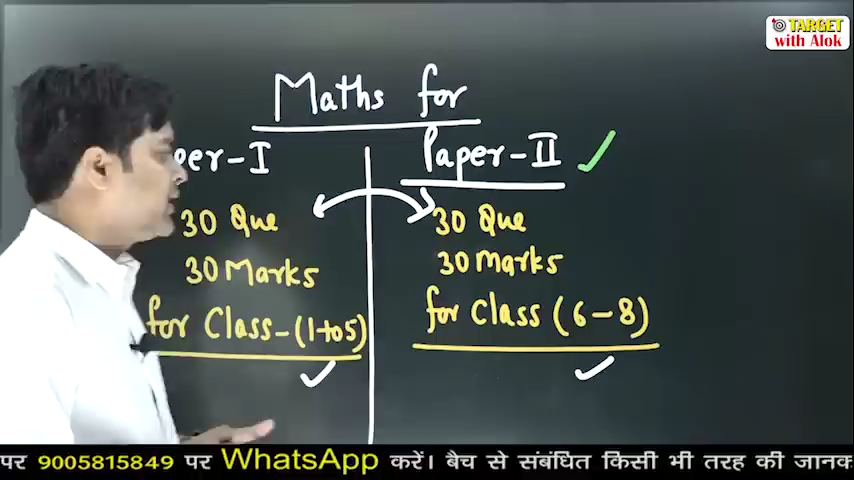 TARGET
with Alok
Maths for
per-I
Paper-II
30 Que
30 Que
30 Marks
30 Marks
for Class-(1to5)
for Class (6-8)
पर 9005815849 पर WhatsApp करें। बैच से संबंधित किसी भी तरह की जानक